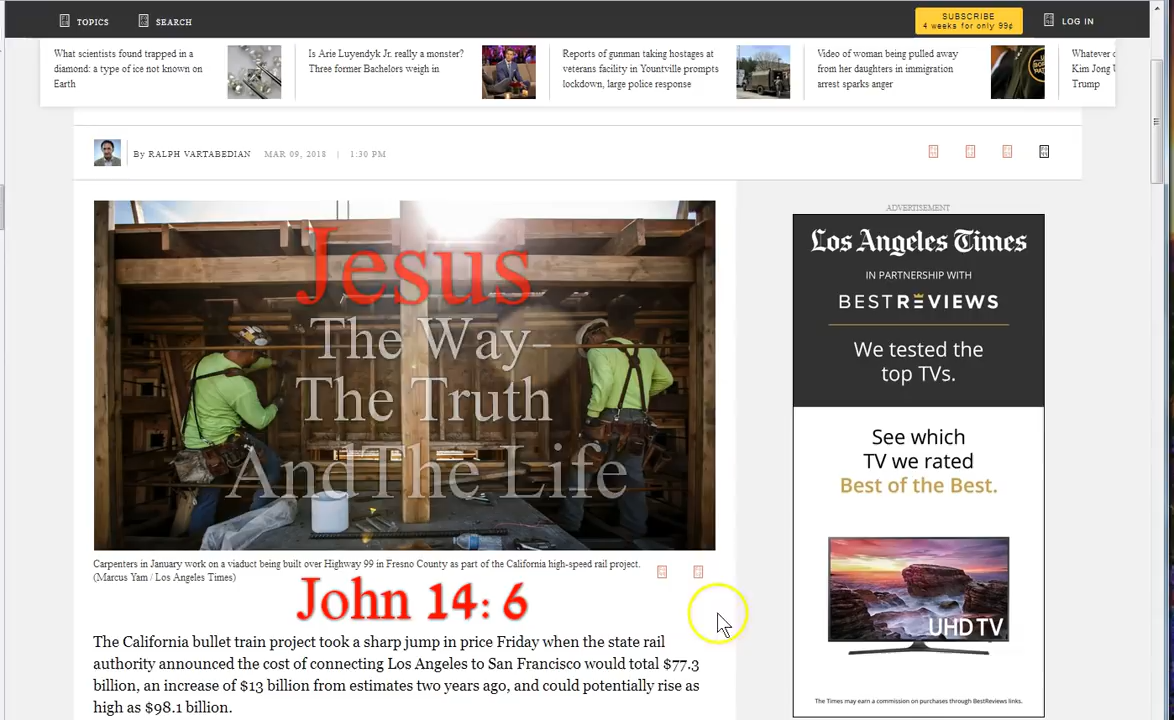 TOPICS
SEARCH
SUBSCRIBE
4 weeks for only 99¢
LOG IN
What scientists found trapped in a
diamond: a type of ice not known on
Earth
Is Arie Luyendyk Jr. really a monster?
Three former Bachelors weigh in
Reports of gunman taking hostages at
veterans facility in Yountville prompts
lockdown, large police response
Video of woman being pulled away
from her daughters in immigration
arrest sparks anger
Whatever c
Kim Jong U
Trump
By RALPH VARTABEDIAN
MAR 09, 2018 | 1:30 PM
Jesus
The Way-
The Truth
AndThe Life
Carpenters in January work on a viaduct being built over Highway 99 in Fresno County as part of the California high-speed rail project.
(Marcus Yam / Los Angeles Times)
John 14: 6
The California bullet train project took a sharp jump in price Friday when the state rail
authority announced the cost of connecting Los Angeles to San Francisco would total $77.3
billion, an increase of $13 billion from estimates two years ago, and could potentially rise as
high as $98.1 billion.
ADVERTISEMENT
Los Angeles Times
IN PARTNERSHIP WITH
BESTREVIEWS
We tested the
top TVs.
See which
TV we rated
Best of the Best.
UHD TV
The Times may earn a commission on purchases through BestReviews links.